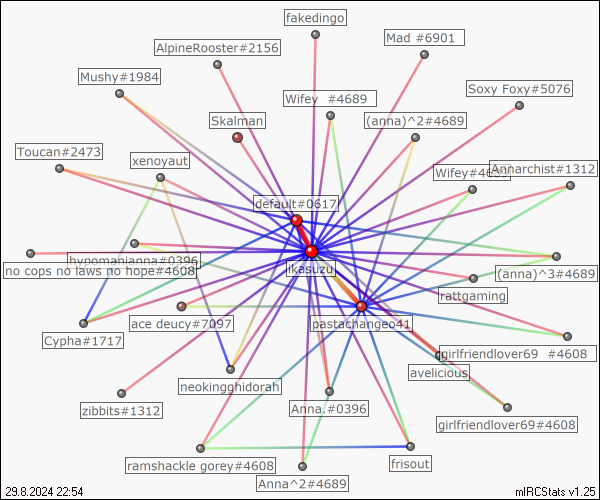 fakedingo
Mad #6901
AlpineRooster#2156
Mushy#1984
Soxy Foxy#5076
Wifey #4689
Skalman
(anna)^2#4689
Toucan#2473
xenoyaut
Annarchist#1312
default#0617
hypomanianna#0396
no cops no laws no hope#4608
ikasuzu
(anna)^3#4689
rattgaming
ace deucy#7097
pastachangeo41
Cypha#1717
girlfriendlover69 #4608
avelicious
neokingghidorah
zibbits#1312
Anna.#0396
girlfriendlover69#4608
ramshackle gorey#4608
frisout
Anna^2#4689
29.8.2024 22:54
mIRCStats v1.25